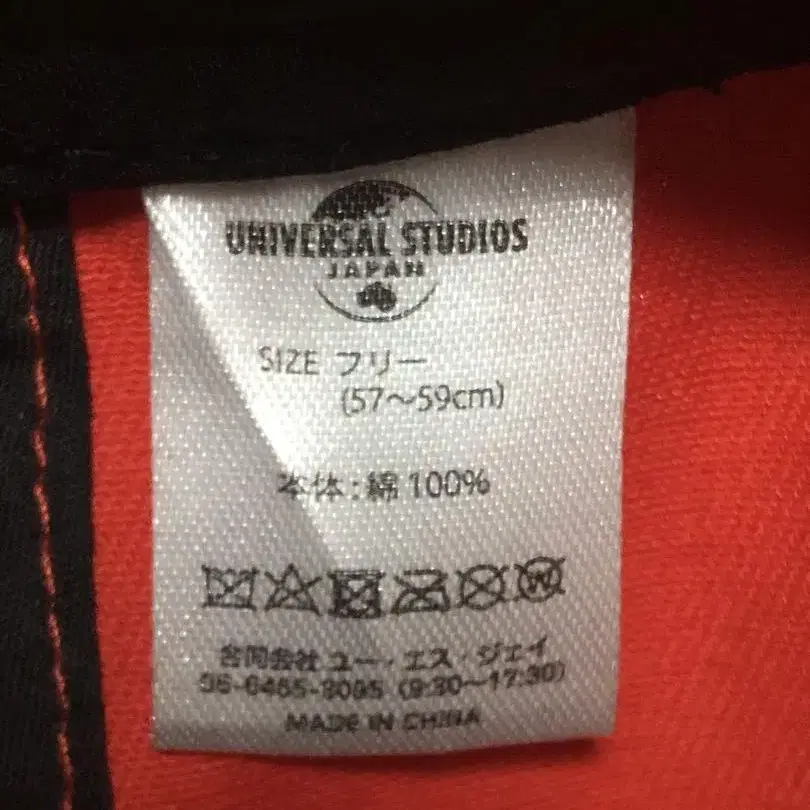 UNIVERSAL STUDIOS
JAPAN
SIZE フリー
(57〜59cm)
本体:綿 100%
W
合同会社 ユー・エス・ジェイ
06-6465-3095 (9:30〜17:30)
MADE IN CHINA